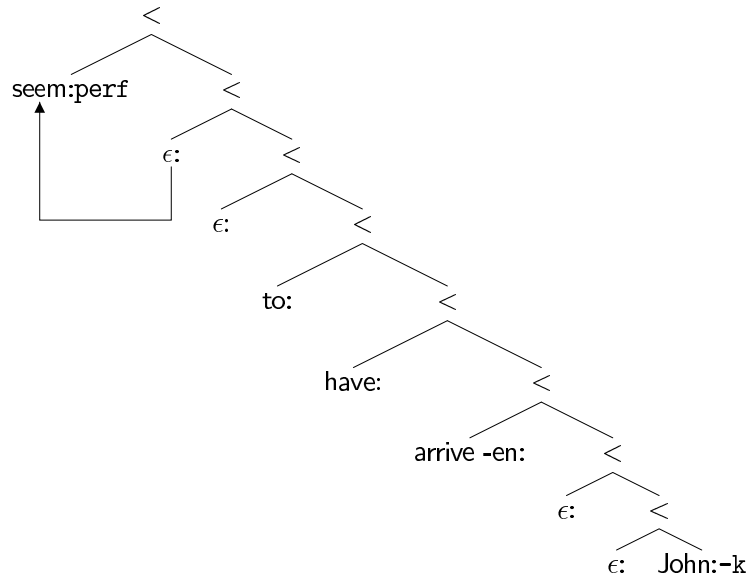 <
seem:perf
<
ϵ:
<
ϵ:
<
to:
<
have:
<
arrive -en:
<
ϵ:
<
ϵ:
John:-k